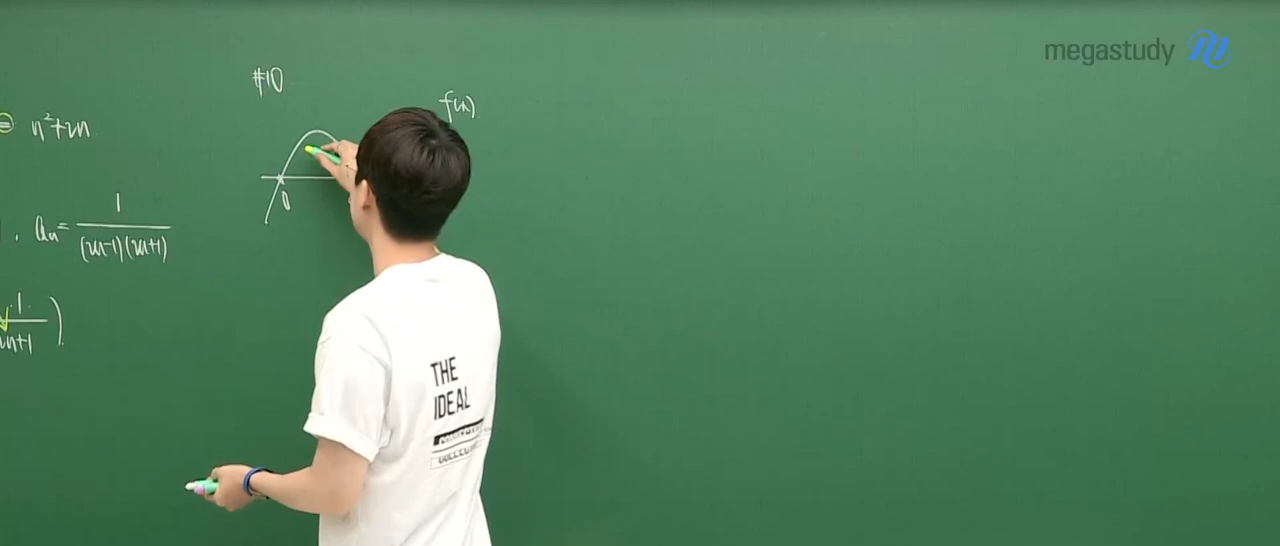 = n²+2n
, aₙ = 1/((2n-1)(2n+1))
1/(2n+1) )
#10
f(x)
0
THE
IDEAL
megastudy